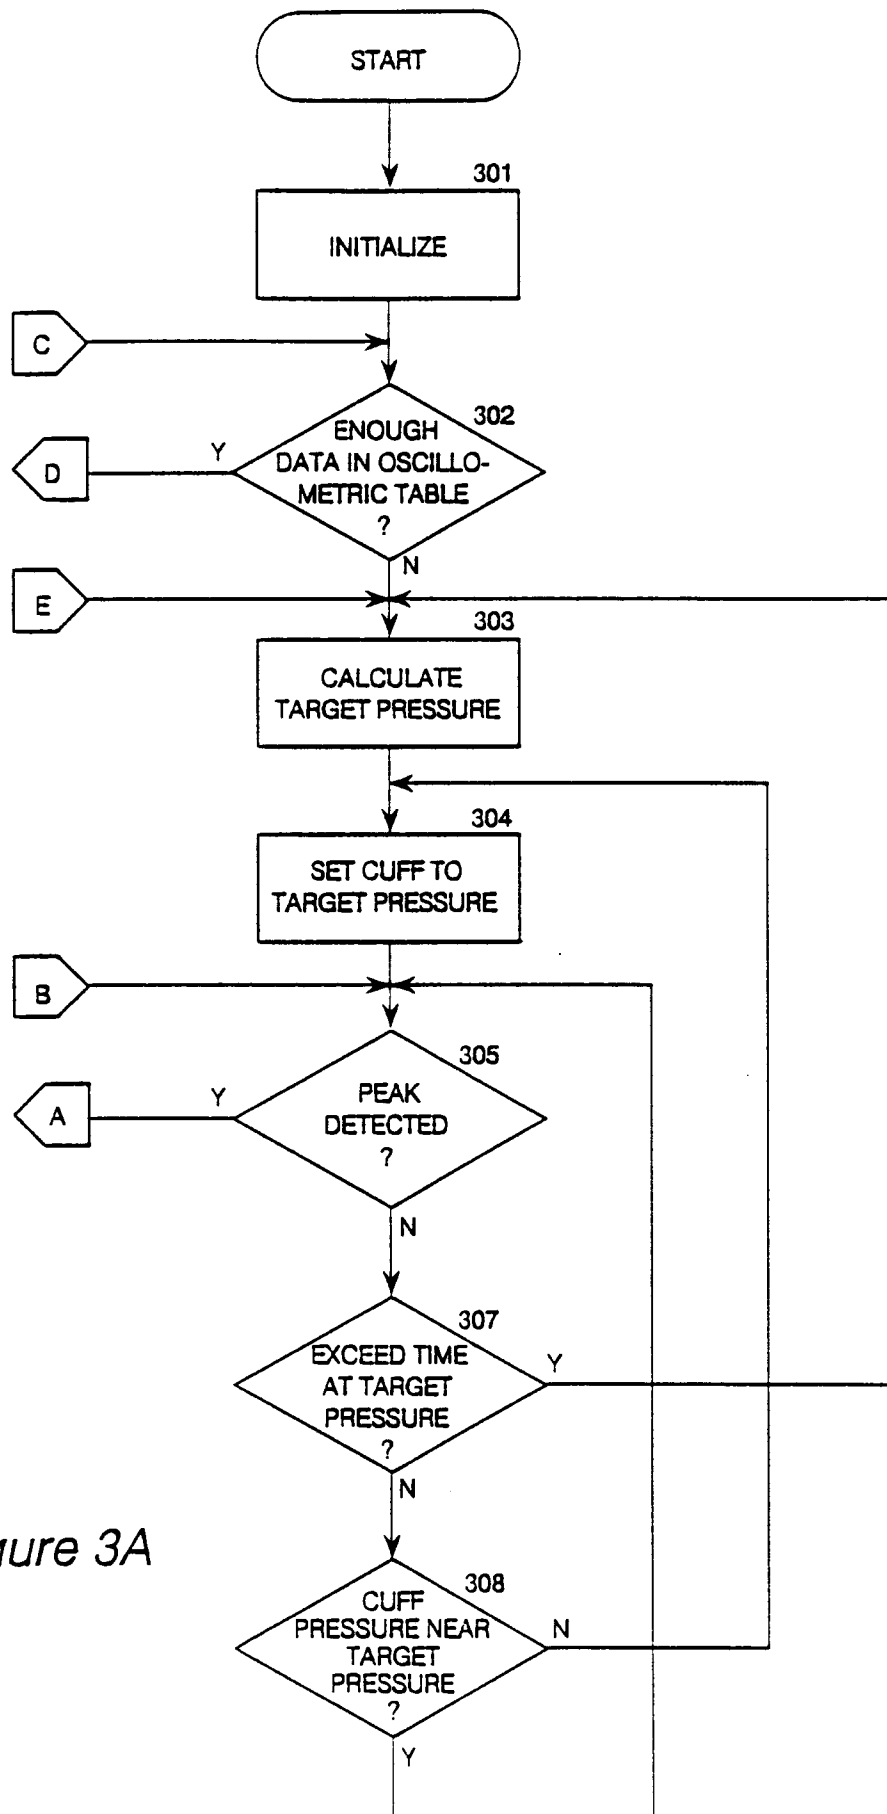 START
301
INITIALIZE
C
302
ENOUGH
DATA IN OSCILLO-
METRIC TABLE
?
Y
D
N
E
303
CALCULATE
TARGET PRESSURE
304
SET CUFF TO
TARGET PRESSURE
B
305
PEAK
DETECTED
?
Y
A
N
307
EXCEED TIME
AT TARGET
PRESSURE
?
Y
N
gure 3A
308
CUFF
PRESSURE NEAR
TARGET
PRESSURE
?
N
Y